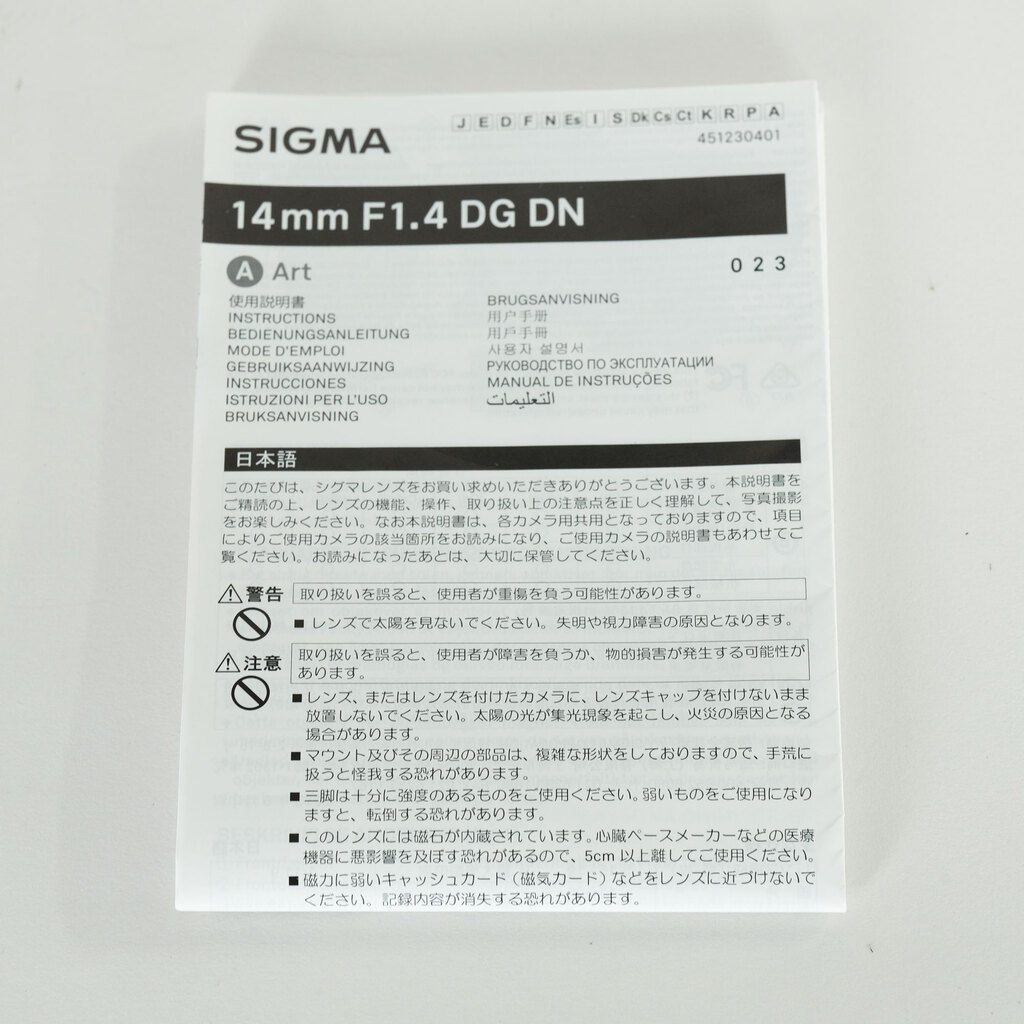 SIGMA
J E D F N Es I S Dk Cs Ct K R P A
451230401
14mm F1.4 DG DN
A Art
023
使用説明書
INSTRUCTIONS
BEDIENUNGSANLEITUNG
MODE D'EMPLOI
GEBRUIKSAANWIJZING
INSTRUCCIONES
ISTRUZIONI PER L'USO
BRUKSANVISNING
BRUGSANVISNING
用户手册
用戶手冊
사용자 설명서
РУКОВОДСТВО ПО ЭКСПЛУАТАЦИИ
MANUAL DE INSTRUÇÕES
التعليمات
日本語
このたびは、シグマレンズをお買い求めいただきありがとうございます。本説明書を
ご精読の上、レンズの機能、操作、取り扱い上の注意点を正しく理解して、写真撮影
をお楽しみください。なお本説明書は、各カメラ用共用となっておりますので、項目
によりご使用カメラの該当箇所をお読みになり、ご使用カメラの説明書もあわせてご
覧ください。お読みになったあとは、大切に保管してください。
⚠警告 取り扱いを誤ると、使用者が重傷を負う可能性があります。
■ レンズで太陽を見ないでください。失明や視力障害の原因となります。
⚠注意 取り扱いを誤ると、使用者が障害を負うか、物的損害が発生する可能性が
あります。
■ レンズ、またはレンズを付けたカメラに、レンズキャップを付けないまま
放置しないでください。太陽の光が集光現象を起こし、火災の原因となる
場合があります。
■ マウント及びその周辺の部品は、複雑な形状をしておりますので、手荒に
扱うと怪我する恐れがあります。
■ 三脚は十分に強度のあるものをご使用ください。弱いものをご使用になり
ますと、転倒する恐れがあります。
■ このレンズには磁石が内蔵されています。心臓ペースメーカーなどの医療
機器に悪影響を及ぼす恐れがあるので、5cm 以上離してご使用ください。
■ 磁力に弱いキャッシュカード（磁気カード）などをレンズに近づけないで
ください。記録内容が消失する恐れがあります。